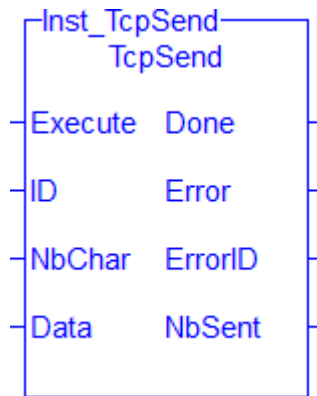 Inst_TcpSend
TcpSend
Execute Done
ID Error
NbChar ErrorID
Data NbSent